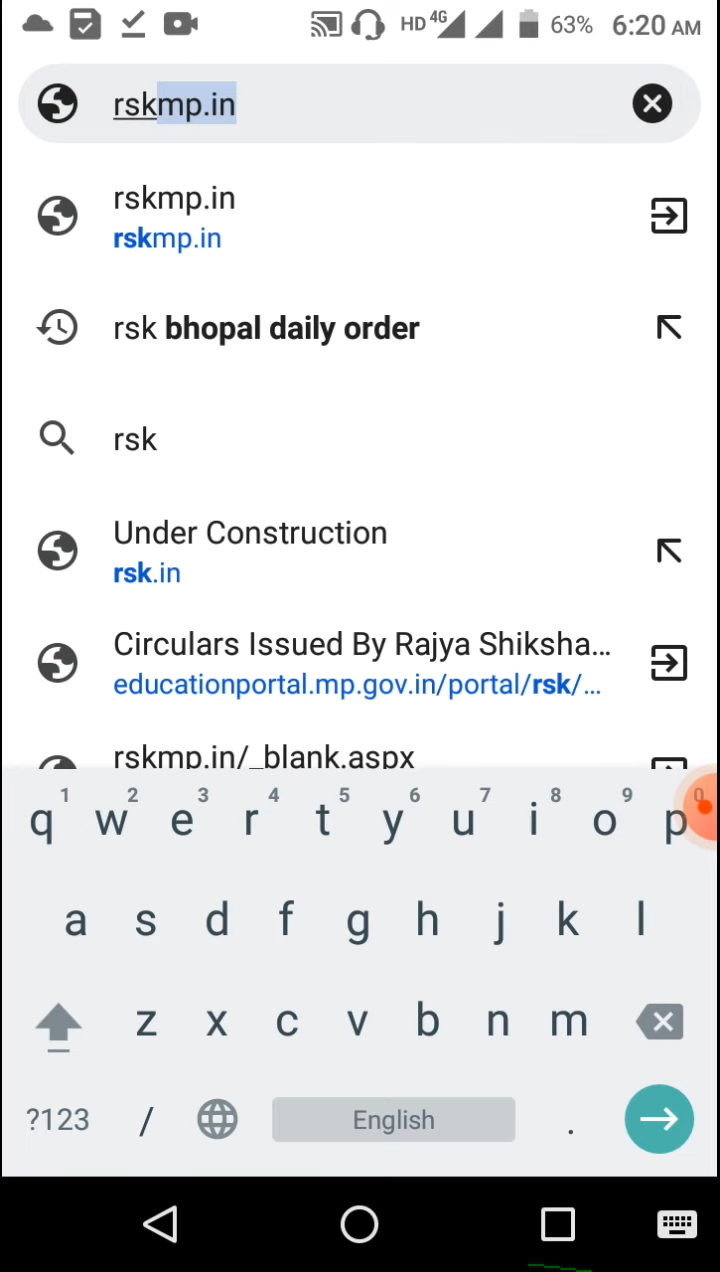 HD 4G 63% 6:20 AM
rskmp.in
rskmp.in
rskmp.in
rsk bhopal daily order
rsk
Under Construction
rsk.in
Circulars Issued By Rajya Shiksha...
educationportal.mp.gov.in/portal/rsk/...
rskmp.in/_blank.aspx
1 2 3 4 5 6 7 8 9 0
q w e r t y u i o p
a s d f g h j k l
z x c v b n m
?123 / English .